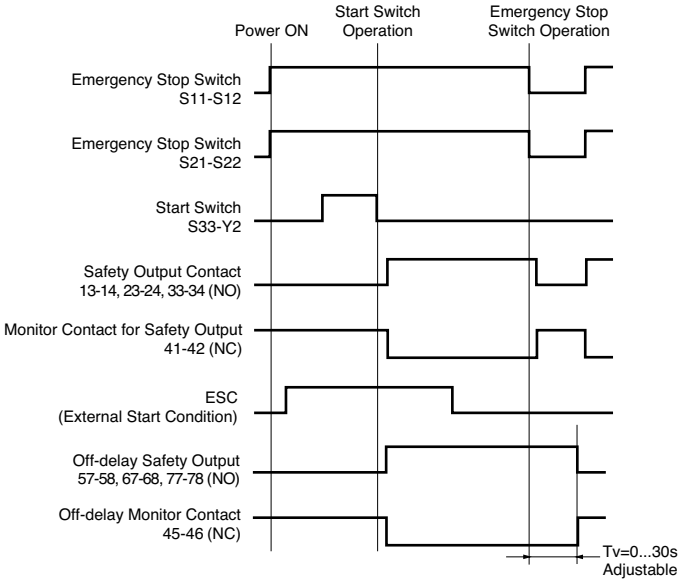 Power ON
Start Switch
Operation
Emergency Stop
Switch Operation
Emergency Stop Switch
S11-S12
Emergency Stop Switch
S21-S22
Start Switch
S33-Y2
Safety Output Contact
13-14, 23-24, 33-34 (NO)
Monitor Contact for Safety Output
41-42 (NC)
ESC
(External Start Condition)
Off-delay Safety Output
57-58, 67-68, 77-78 (NO)
Off-delay Monitor Contact
45-46 (NC)
Tv=0...30s
Adjustable